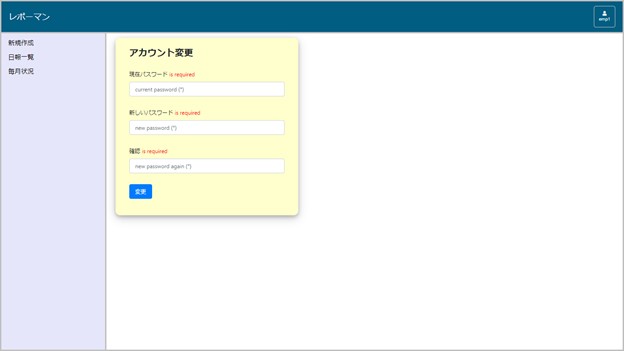 レポーマン
emp1
新規作成
日報一覧
毎月状況
アカウント変更
現在パスワード is required
current password (*)
新しいパスワード is required
new password (*)
確認 is required
new password again (*)
変更